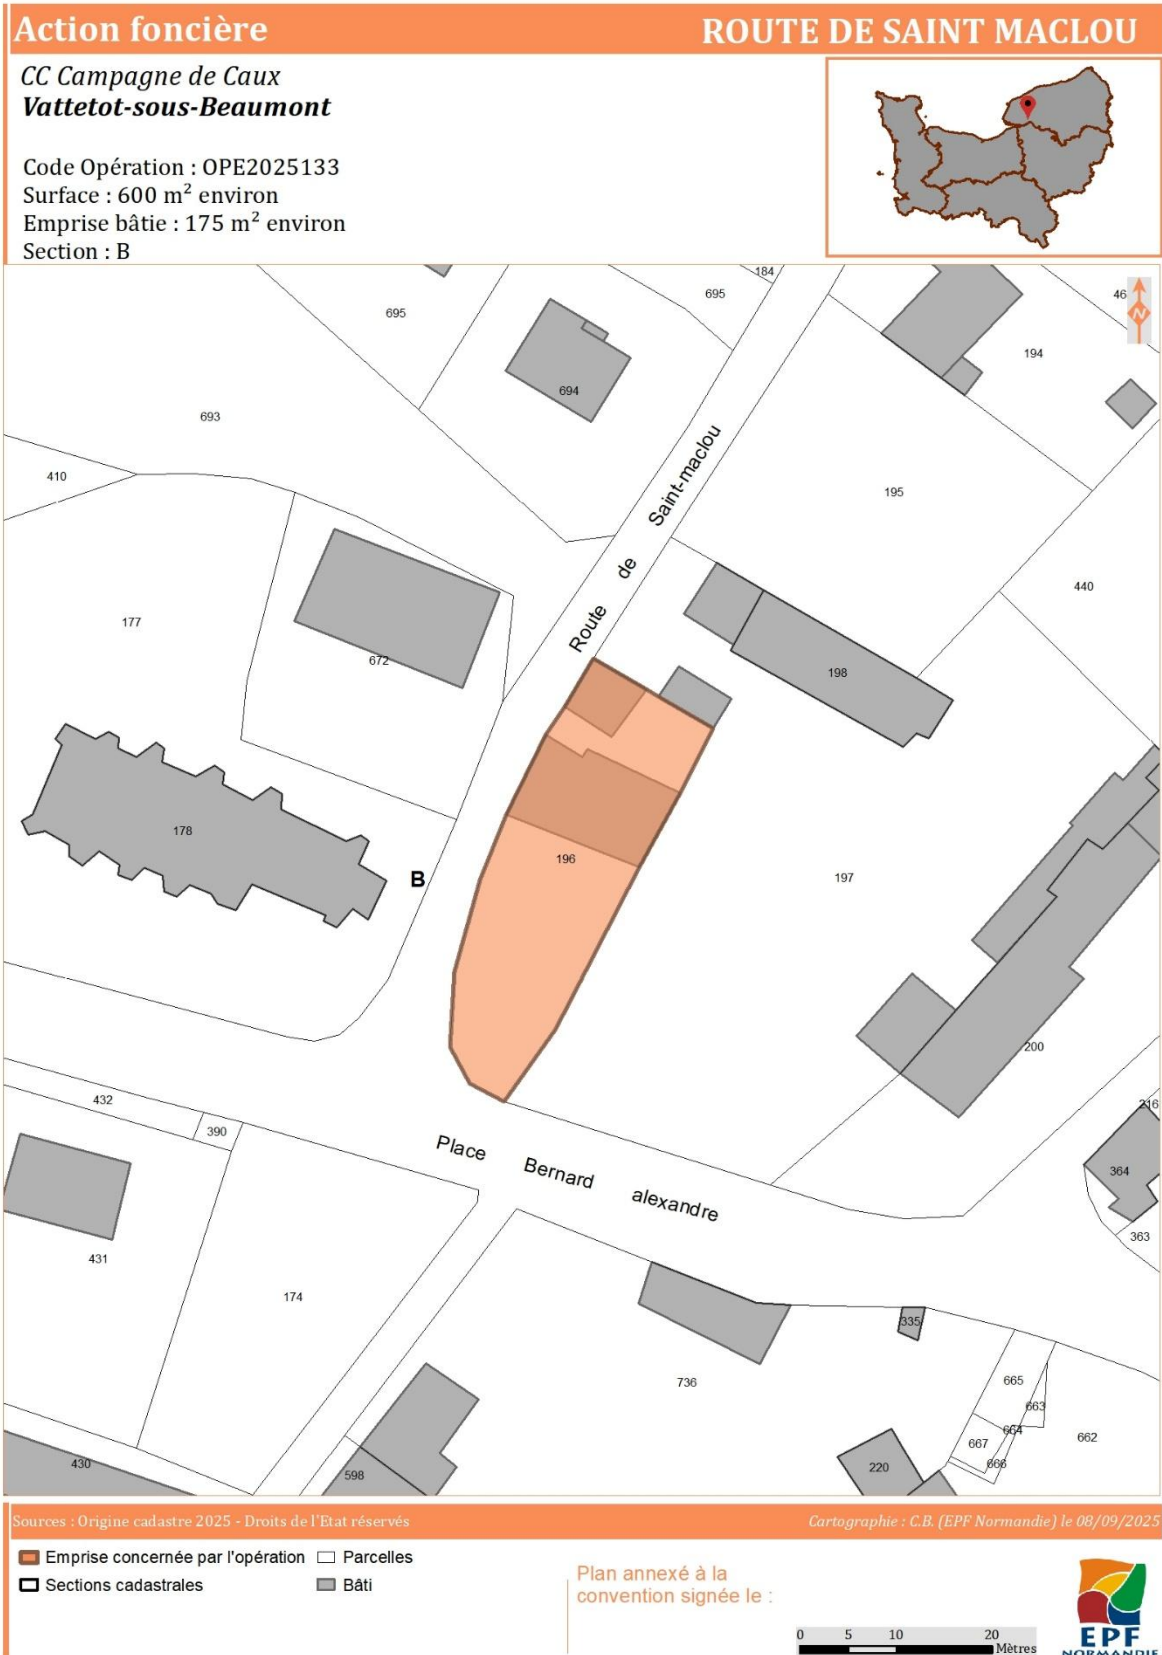 Action foncière
ROUTE DE SAINT MACLOU
CC Campagne de Caux
Vattetot-sous-Beaumont
Code Opération : OPE2025133
Surface : 600 m² environ
Emprise bâtie : 175 m² environ
Section : B
184
695
695
46
N
194
694
693
410
195
Route de Saint-maclou
440
177
672
198
178
B
196
197
200
432
390
216
Place Bernard alexandre
364
363
431
174
335
736
665
663
664
662
667
666
430
598
220
Sources : Origine cadastre 2025 - Droits de l'Etat réservés
Cartographie : C.B. (EPF Normandie) le 08/09/2025
Emprise concernée par l'opération
Parcelles
Sections cadastrales
Bâti
Plan annexé à la
convention signée le :
0 5 10 20
Mètres
EPF
NORMANDIE